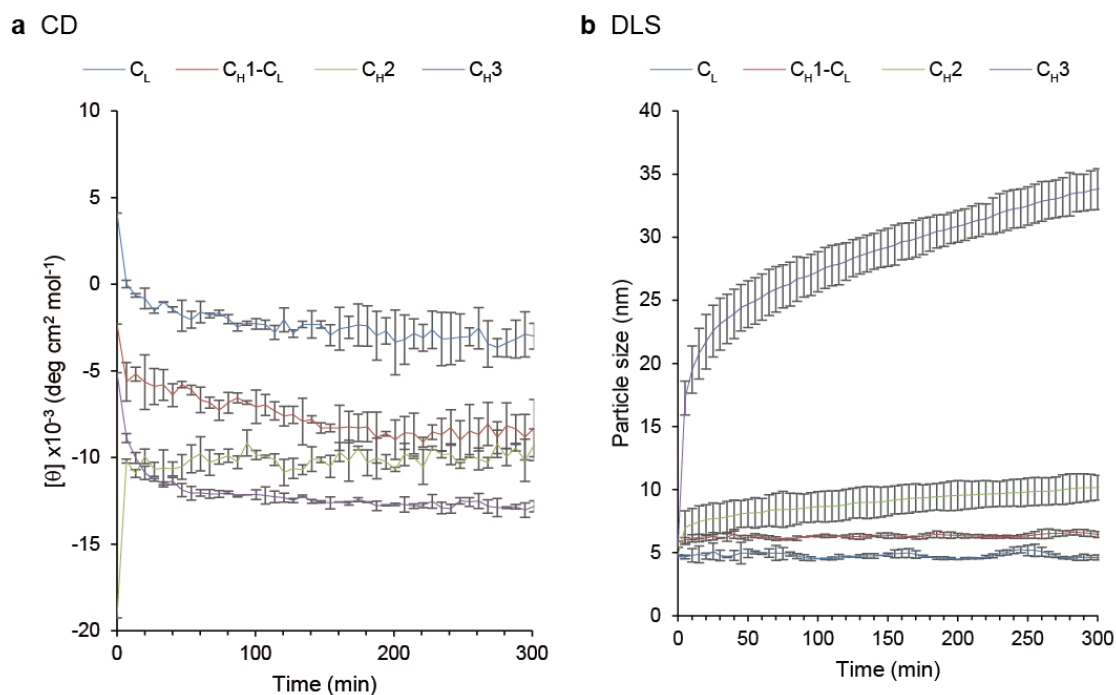 a CD
C_L C_H1-C_L C_H2 C_H3
[θ] x10⁻³ (deg cm² mol⁻¹)
10
5
0
-5
-10
-15
-20
0 100 200 300
Time (min)
b DLS
C_L C_H1-C_L C_H2 C_H3
Particle size (nm)
40
35
30
25
20
15
10
5
0
0 50 100 150 200 250 300
Time (min)